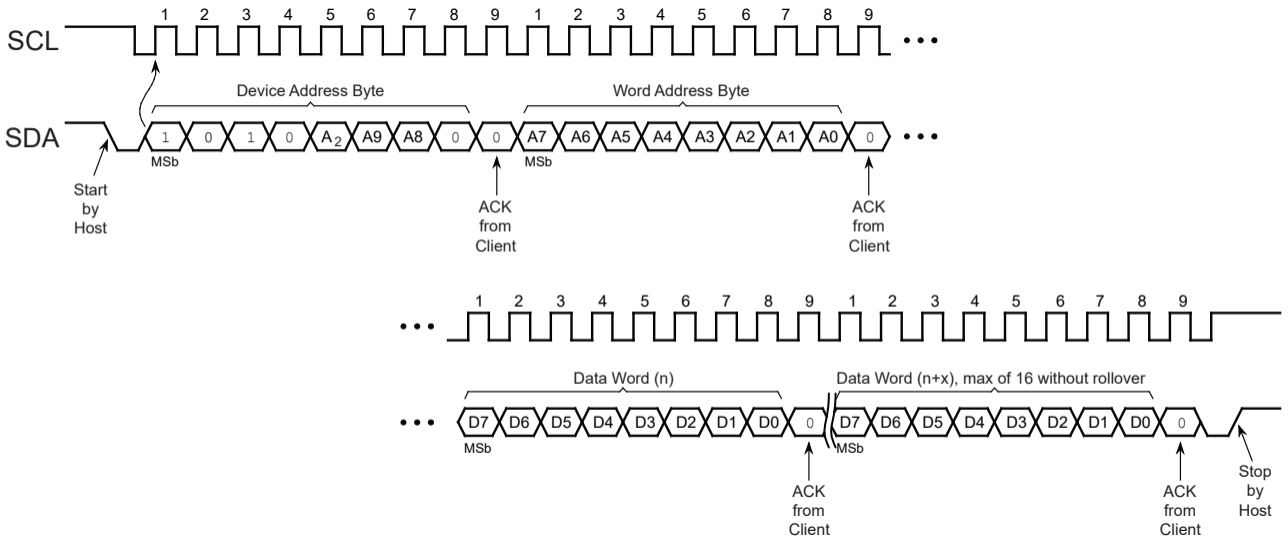 1 2 3 4 5 6 7 8 9 1 2 3 4 5 6 7 8 9
SCL
Device Address Byte Word Address Byte
SDA 1 0 1 0 A2 A9 A8 0 0 A7 A6 A5 A4 A3 A2 A1 A0 0
MSb MSb
Start
by
Host
ACK
from
Client
ACK
from
Client
1 2 3 4 5 6 7 8 9 1 2 3 4 5 6 7 8 9
Data Word (n) Data Word (n+x), max of 16 without rollover
D7 D6 D5 D4 D3 D2 D1 D0 0 D7 D6 D5 D4 D3 D2 D1 D0 0
MSb MSb
ACK
from
Client
ACK
from
Client
Stop
by
Host